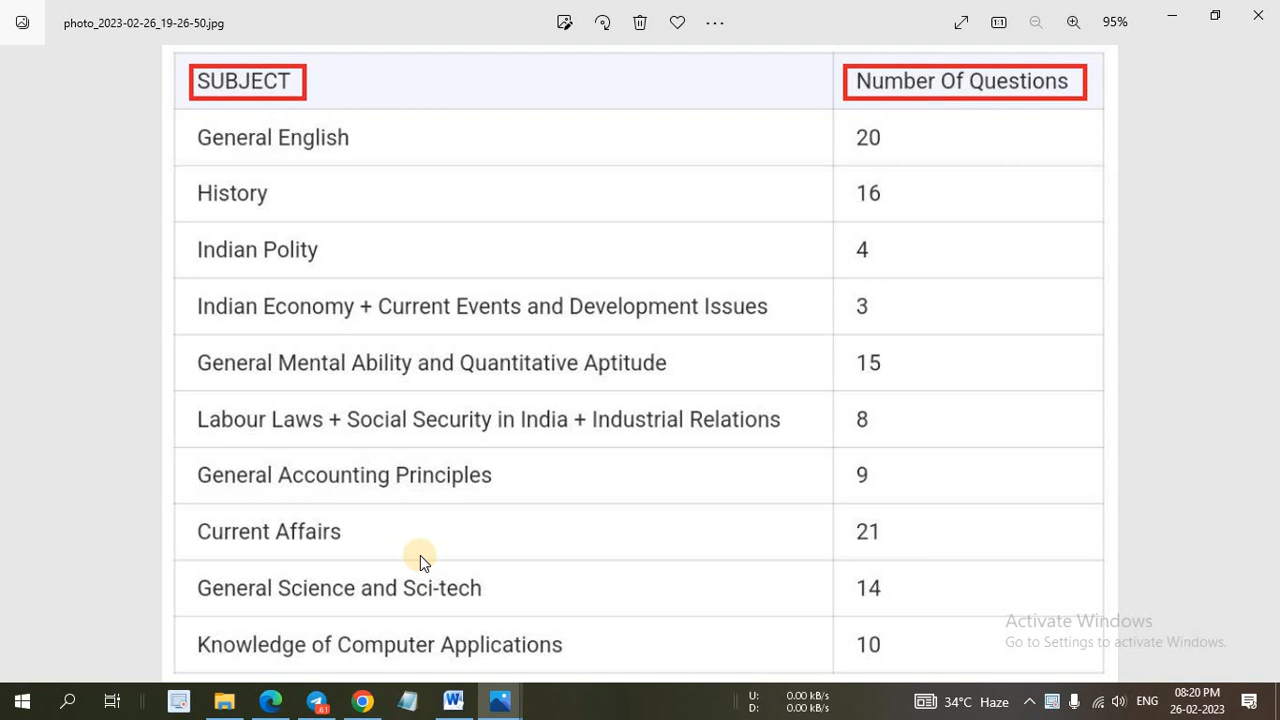 photo_2023-02-26_19-26-50.jpg
95%
SUBJECT Number Of Questions
General English 20
History 16
Indian Polity 4
Indian Economy + Current Events and Development Issues 3
General Mental Ability and Quantitative Aptitude 15
Labour Laws + Social Security in India + Industrial Relations 8
General Accounting Principles 9
Current Affairs 21
General Science and Sci-tech 14
Knowledge of Computer Applications 10
Activate Windows
Go to Settings to activate Windows.
61
U: 0.00 kB/s
D: 0.00 kB/s
34°C Haze
ENG
08:20 PM
26-02-2023